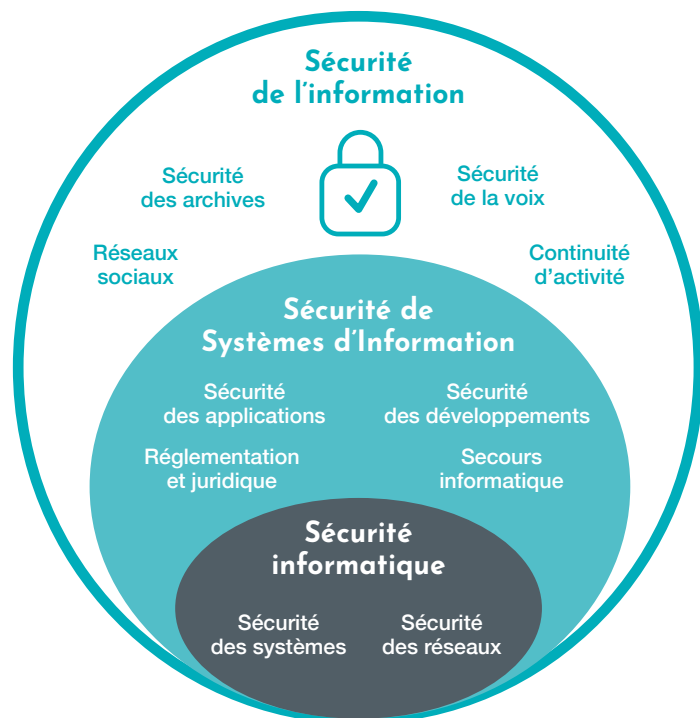 Sécurité
de l'information
Sécurité
des archives
Sécurité
de la voix
Réseaux
sociaux
Continuité
d'activité
Sécurité de
Systèmes d'Information
Sécurité
des applications
Sécurité
des développements
Réglementation
et juridique
Secours
informatique
Sécurité
informatique
Sécurité
des systèmes
Sécurité
des réseaux